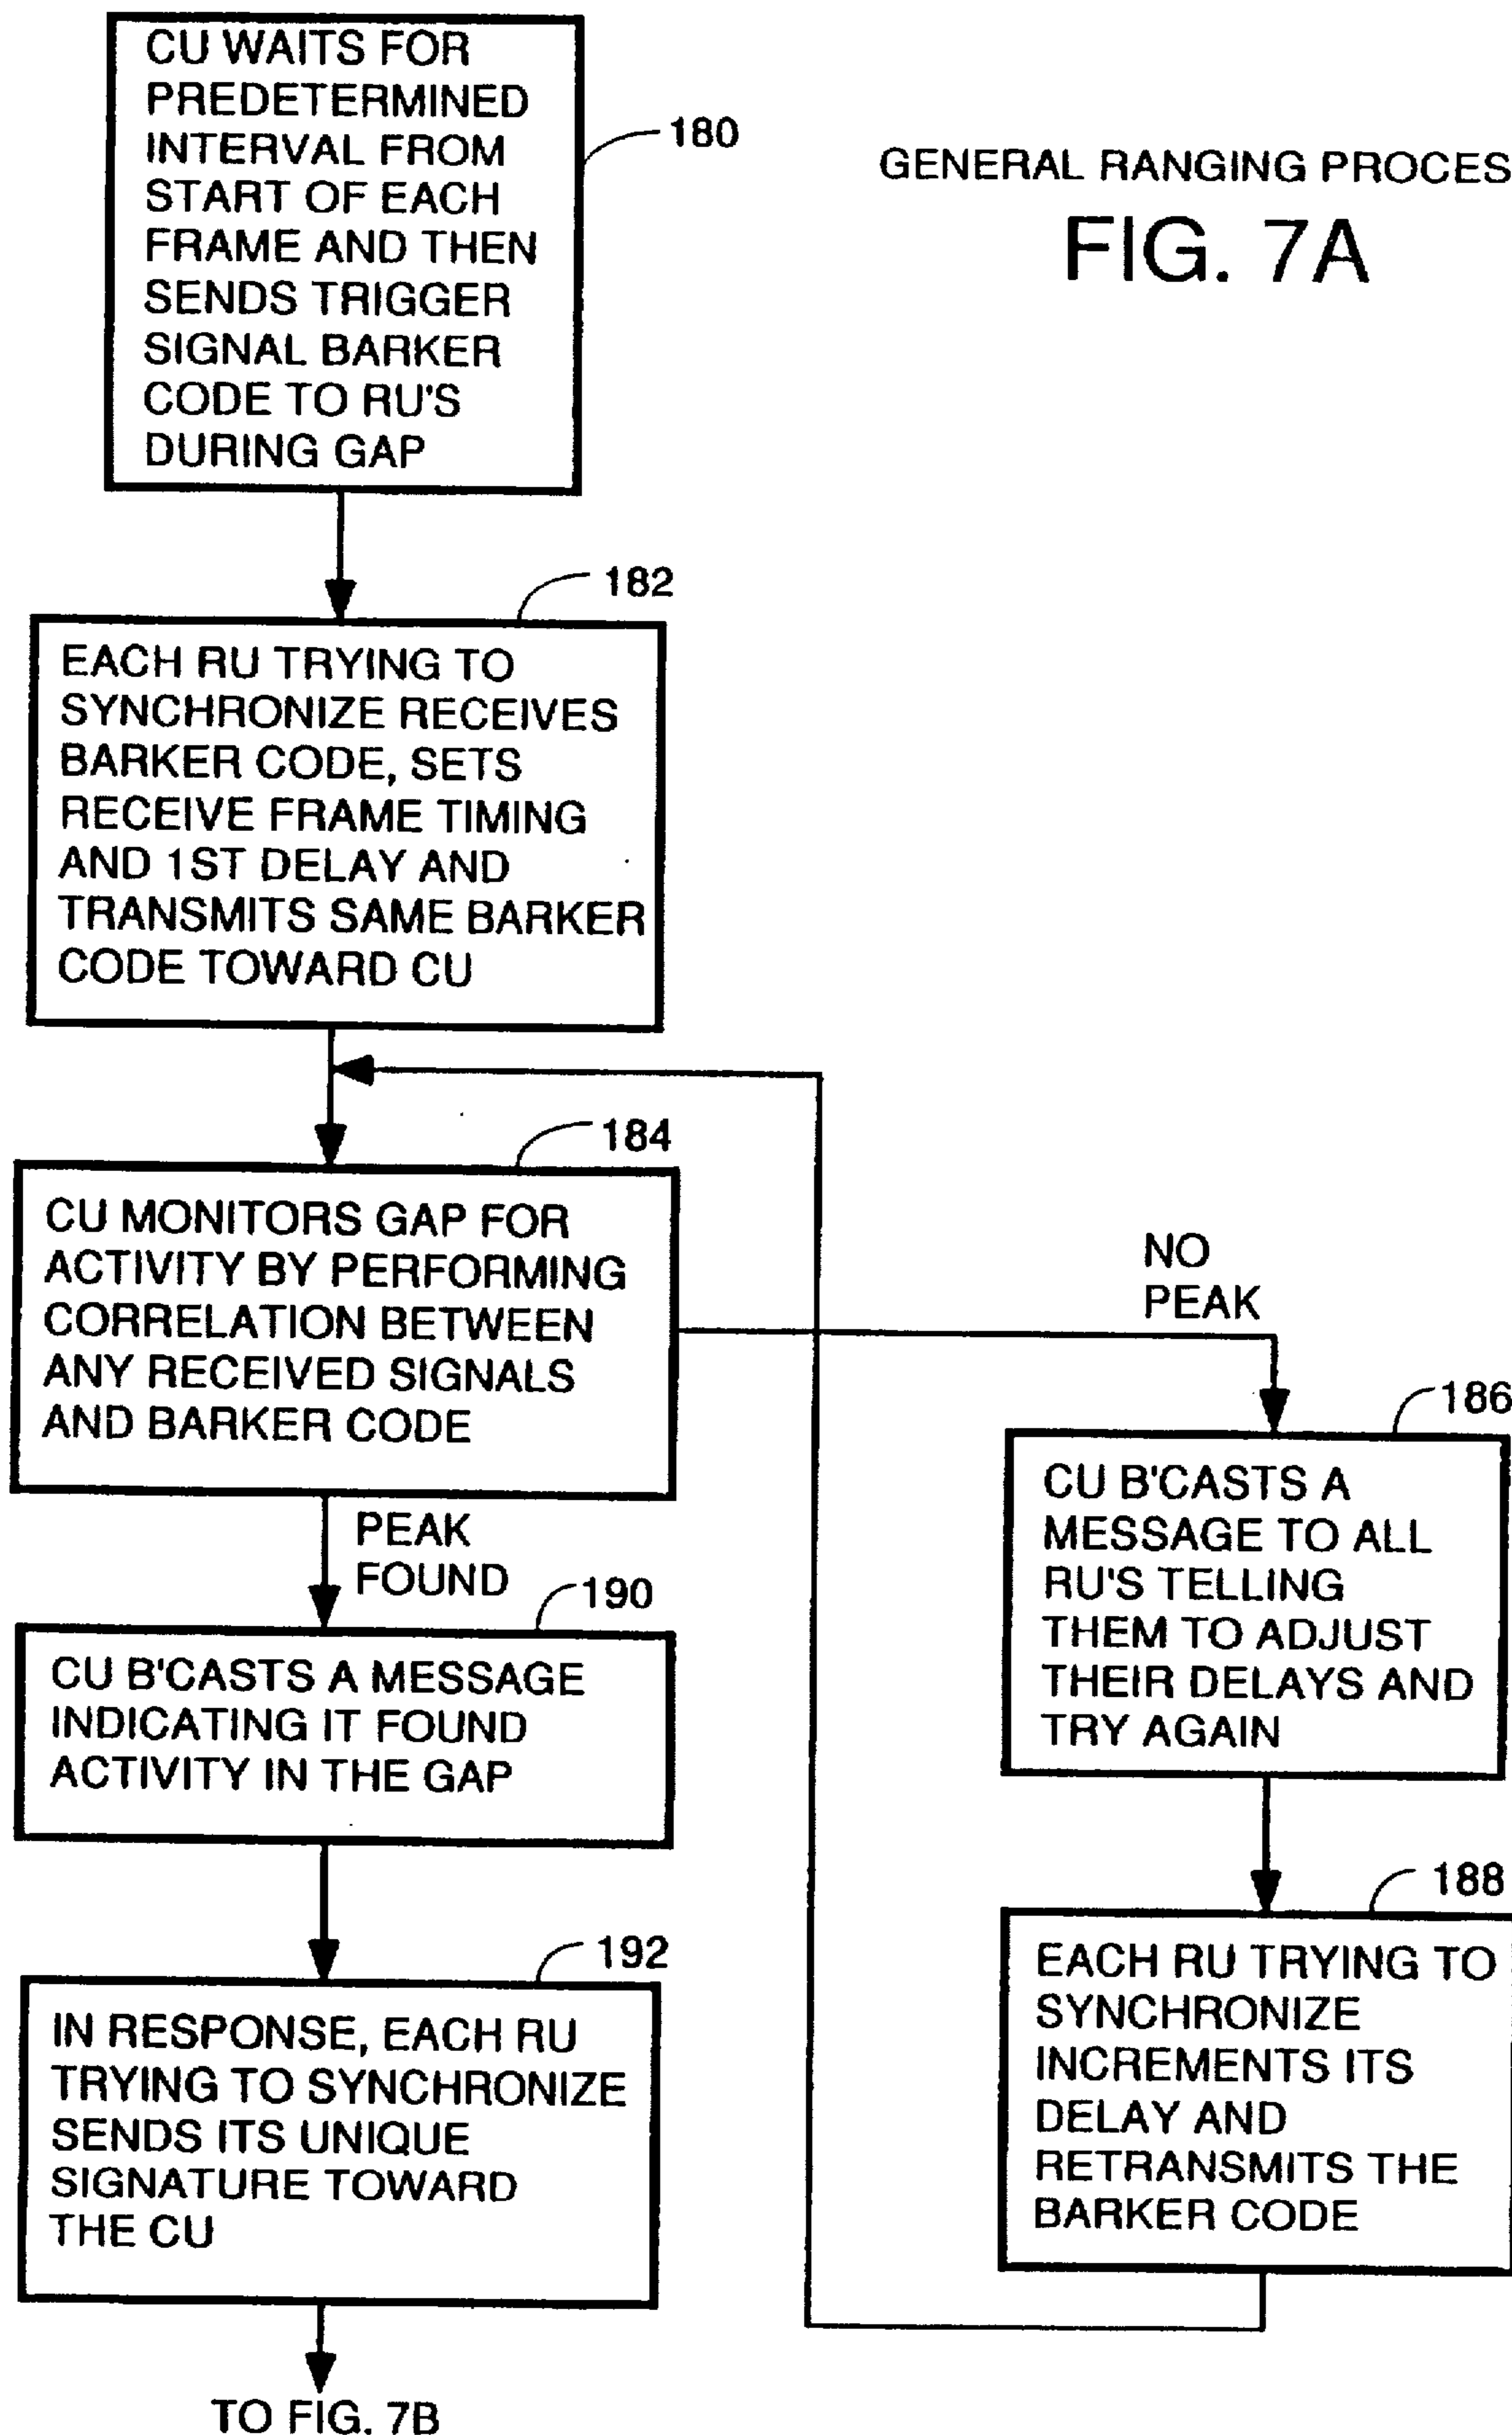 CU WAITS FOR
PREDETERMINED
INTERVAL FROM
START OF EACH
FRAME AND THEN
SENDS TRIGGER
SIGNAL BARKER
CODE TO RU'S
DURING GAP
180
GENERAL RANGING PROCES
FIG. 7A
182
EACH RU TRYING TO
SYNCHRONIZE RECEIVES
BARKER CODE, SETS
RECEIVE FRAME TIMING
AND 1ST DELAY AND
TRANSMITS SAME BARKER
CODE TOWARD CU
184
CU MONITORS GAP FOR
ACTIVITY BY PERFORMING
CORRELATION BETWEEN
ANY RECEIVED SIGNALS
AND BARKER CODE
NO
PEAK
186
CU B'CASTS A
MESSAGE TO ALL
RU'S TELLING
THEM TO ADJUST
THEIR DELAYS AND
TRY AGAIN
PEAK
FOUND
190
CU B'CASTS A MESSAGE
INDICATING IT FOUND
ACTIVITY IN THE GAP
188
EACH RU TRYING TO
SYNCHRONIZE
INCREMENTS ITS
DELAY AND
RETRANSMITS THE
BARKER CODE
192
IN RESPONSE, EACH RU
TRYING TO SYNCHRONIZE
SENDS ITS UNIQUE
SIGNATURE TOWARD
THE CU
TO FIG. 7B